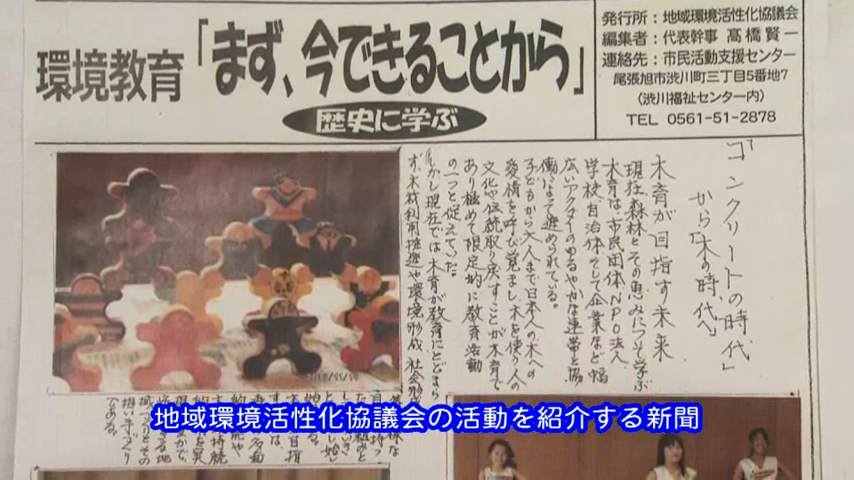 環境教育「まず、今できることから」
歴史に学ぶ
発行所：地域環境活性化協議会
編集者：代表幹事 髙橋賢一
連絡先：市民活動支援センター
尾張旭市渋川町三丁目5番地7
（渋川福祉センター内）
TEL 0561-51-2878
「コンクリートの時代」
から「木の時代へ」
木育が目指す未来
現在森林とその恵みについて学ぶ
木育は、市民団体、NPO法人、
学校、自治体、そして企業など幅
広いアクターのゆるやかな連帯と協
働によって進められている。
子どもから大人まで日本人の木への
愛情を呼び覚まし木を使う人の
文化や伝統取り戻すことが木育で
あり極めて限定的に教育活動
の一つと捉えていた。
しかし現在では木育が教育にとどまら
ず、木材利用推進や環境形成、社会
地域環境活性化協議会の活動を紹介する新聞